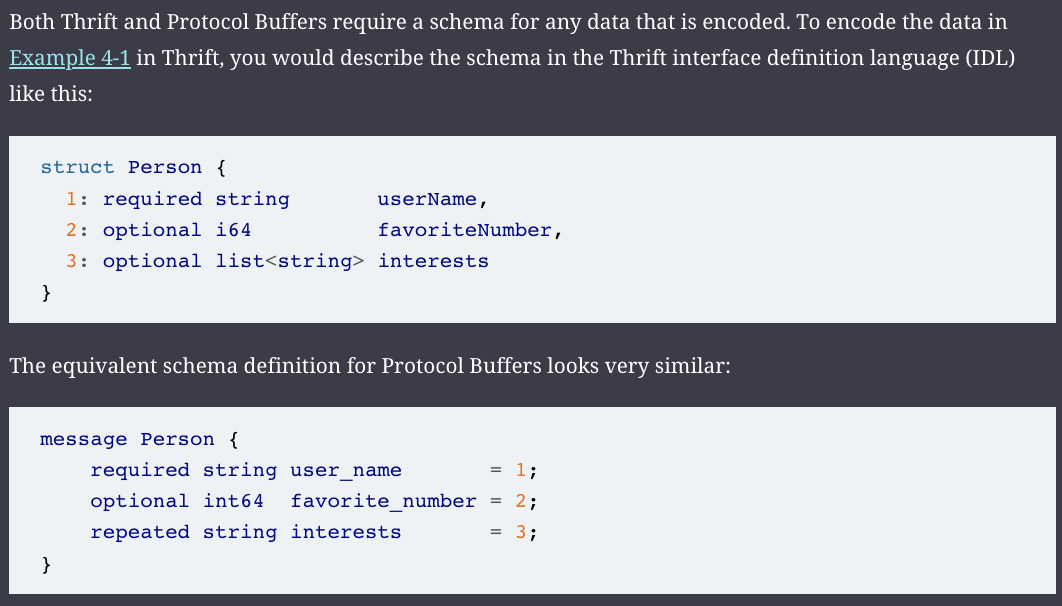 Both Thrift and Protocol Buffers require a schema for any data that is encoded. To encode the data in
Example 4-1 in Thrift, you would describe the schema in the Thrift interface definition language (IDL)
like this:
struct Person {
  1: required string       userName,
  2: optional i64          favoriteNumber,
  3: optional list<string> interests
}
The equivalent schema definition for Protocol Buffers looks very similar:
message Person {
    required string user_name       = 1;
    optional int64  favorite_number = 2;
    repeated string interests       = 3;
}